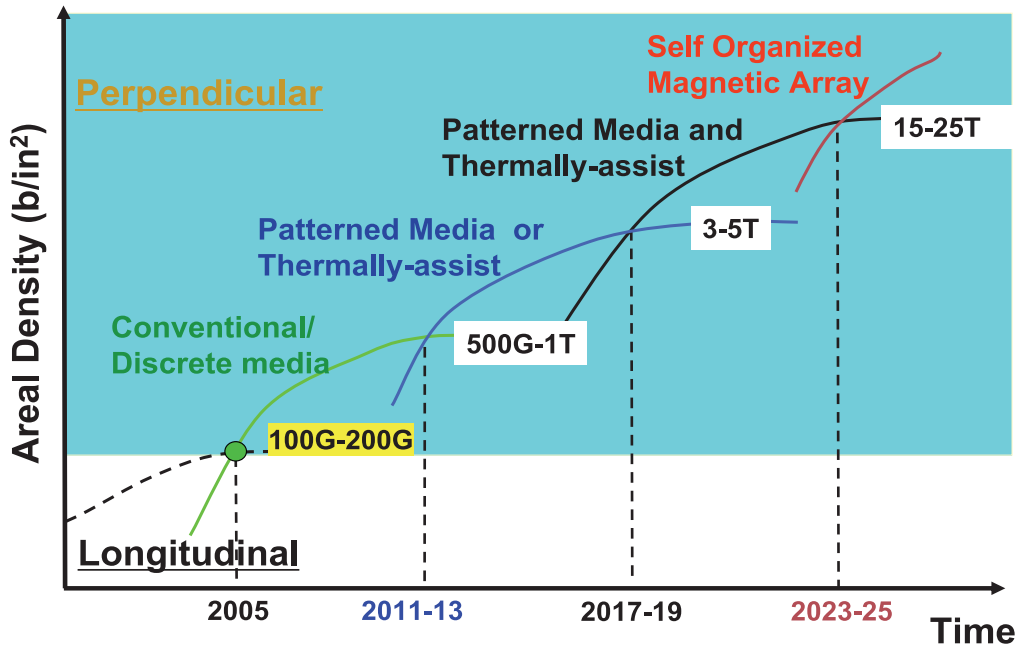 Areal Density (b/in²)
Perpendicular
Self Organized
Magnetic Array
15-25T
Patterned Media and
Thermally-assist
3-5T
Patterned Media or
Thermally-assist
500G-1T
Conventional/
Discrete media
100G-200G
Longitudinal
2005
2011-13
2017-19
2023-25
Time